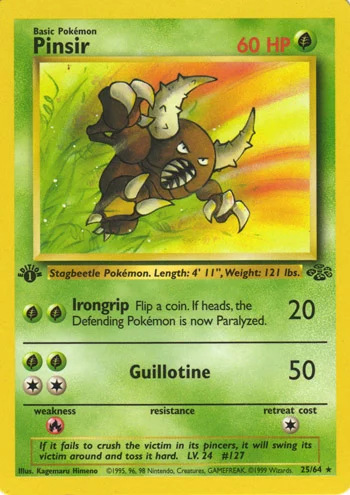 Basic Pokémon
Pinsir 60 HP
EDITION
1
Stagbeetle Pokémon. Length: 4' 11", Weight: 121 lbs.
Irongrip Flip a coin. If heads, the 20
Defending Pokémon is now Paralyzed.
Guillotine 50
weakness resistance retreat cost
If it fails to crush the victim in its pincers, it will swing its
victim around and toss it hard. LV. 24 #127
Illus. Kagemaru Himeno ©1995, 96, 98 Nintendo, Creatures, GAMEFREAK. ©1999 Wizards. 25/64 ★